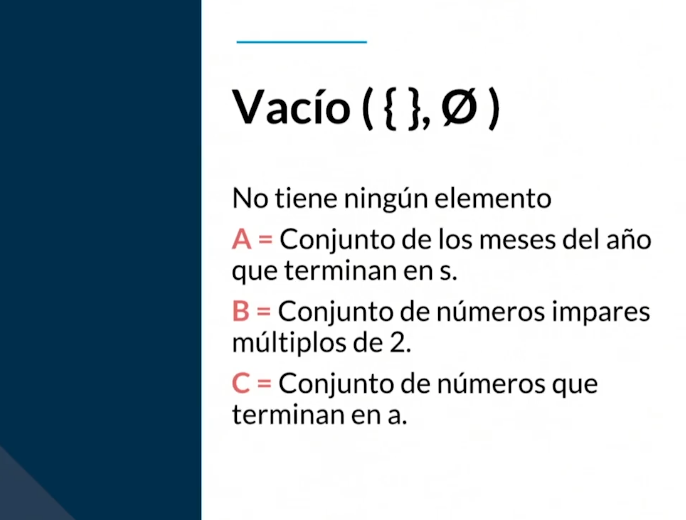 Vacío ( { }, Ø )
No tiene ningún elemento
A = Conjunto de los meses del año
que terminan en s.
B = Conjunto de números impares
múltiplos de 2.
C = Conjunto de números que
terminan en a.